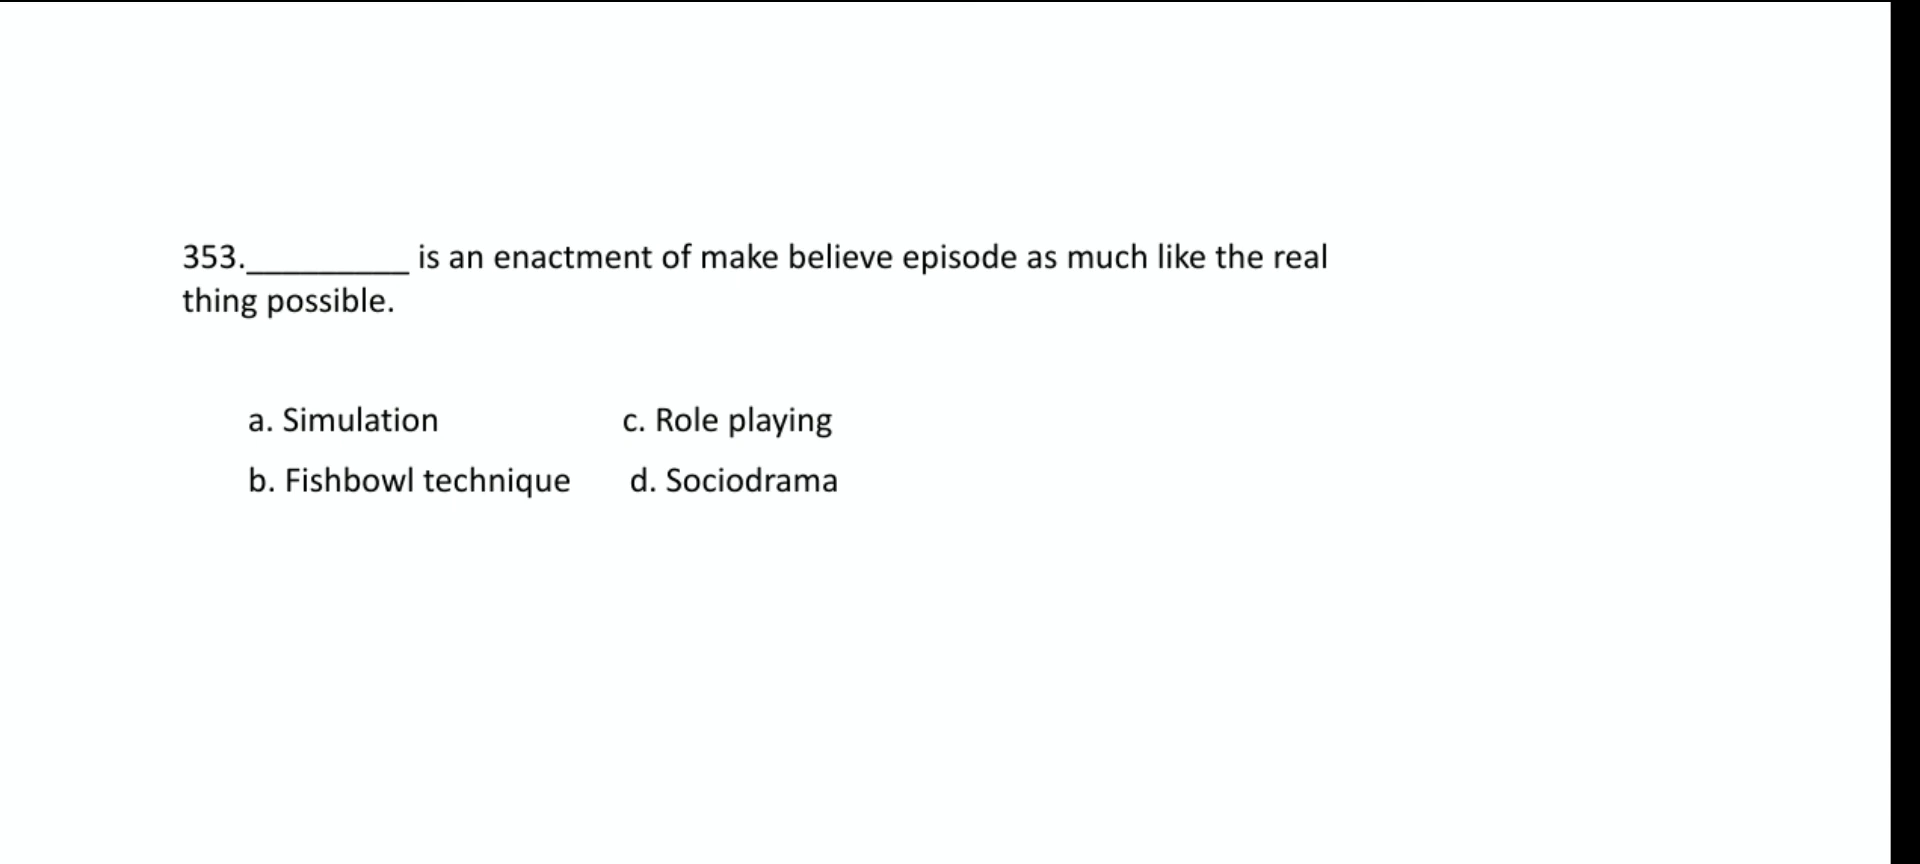 353.__________ is an enactment of make believe episode as much like the real
thing possible.
a. Simulation c. Role playing
b. Fishbowl technique d. Sociodrama